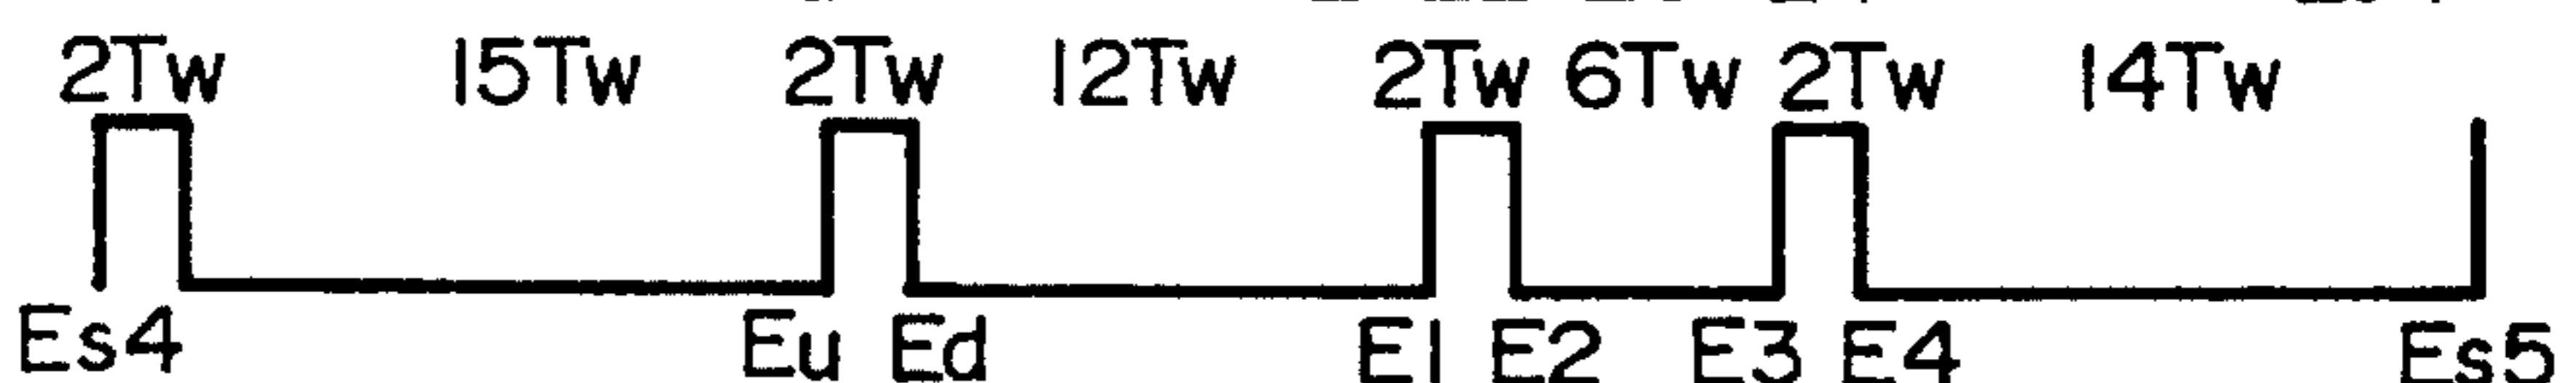 2Tw 15Tw 2Tw 12Tw 2Tw 6Tw 2Tw 14Tw
Es4 Eu Ed E1 E2 E3 E4 Es5